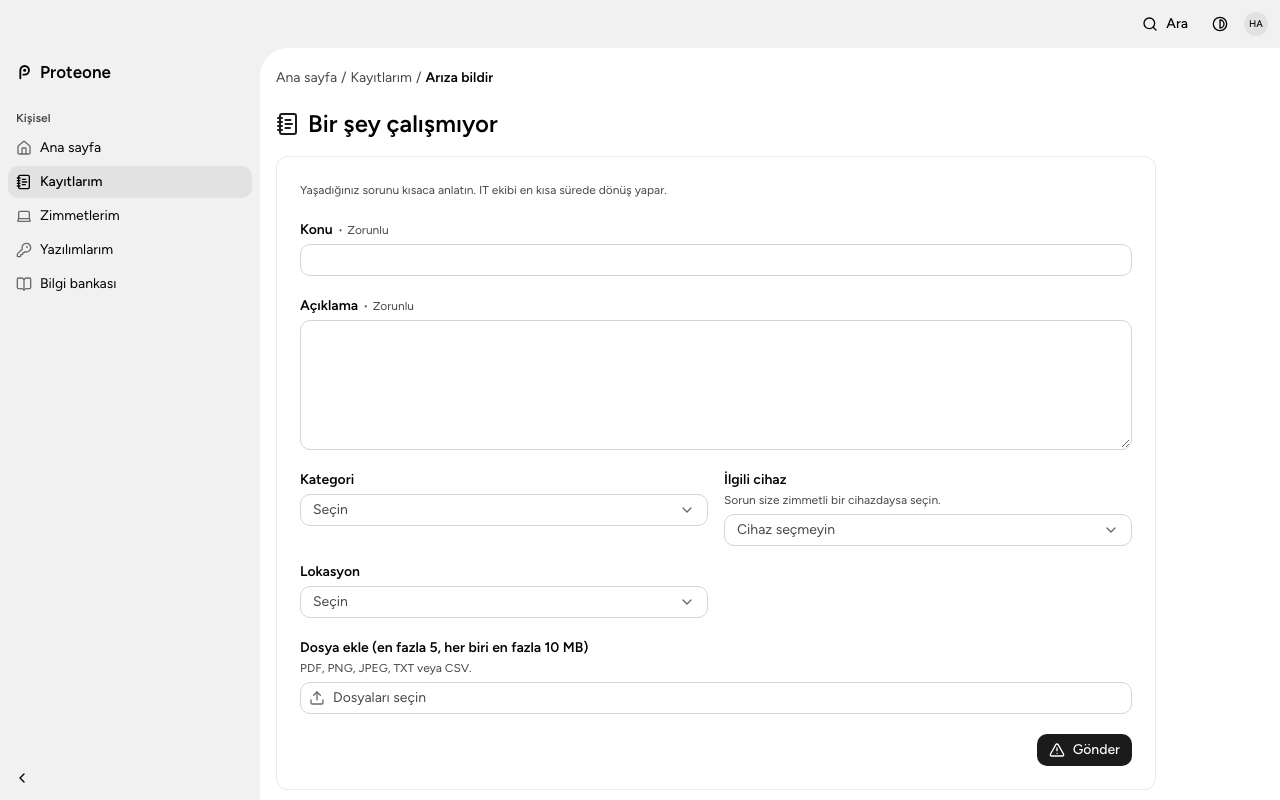 Ara
HA
Proteone
Kişisel
Ana sayfa
Kayıtlarım
Zimmetlerim
Yazılımlarım
Bilgi bankası
Ana sayfa / Kayıtlarım / Arıza bildir
Bir şey çalışmıyor
Yaşadığınız sorunu kısaca anlatın. IT ekibi en kısa sürede dönüş yapar.
Konu • Zorunlu
Açıklama • Zorunlu
Kategori
Seçin
İlgili cihaz
Sorun size zimmetli bir cihazdaysa seçin.
Cihaz seçmeyin
Lokasyon
Seçin
Dosya ekle (en fazla 5, her biri en fazla 10 MB)
PDF, PNG, JPEG, TXT veya CSV.
Dosyaları seçin
Gönder